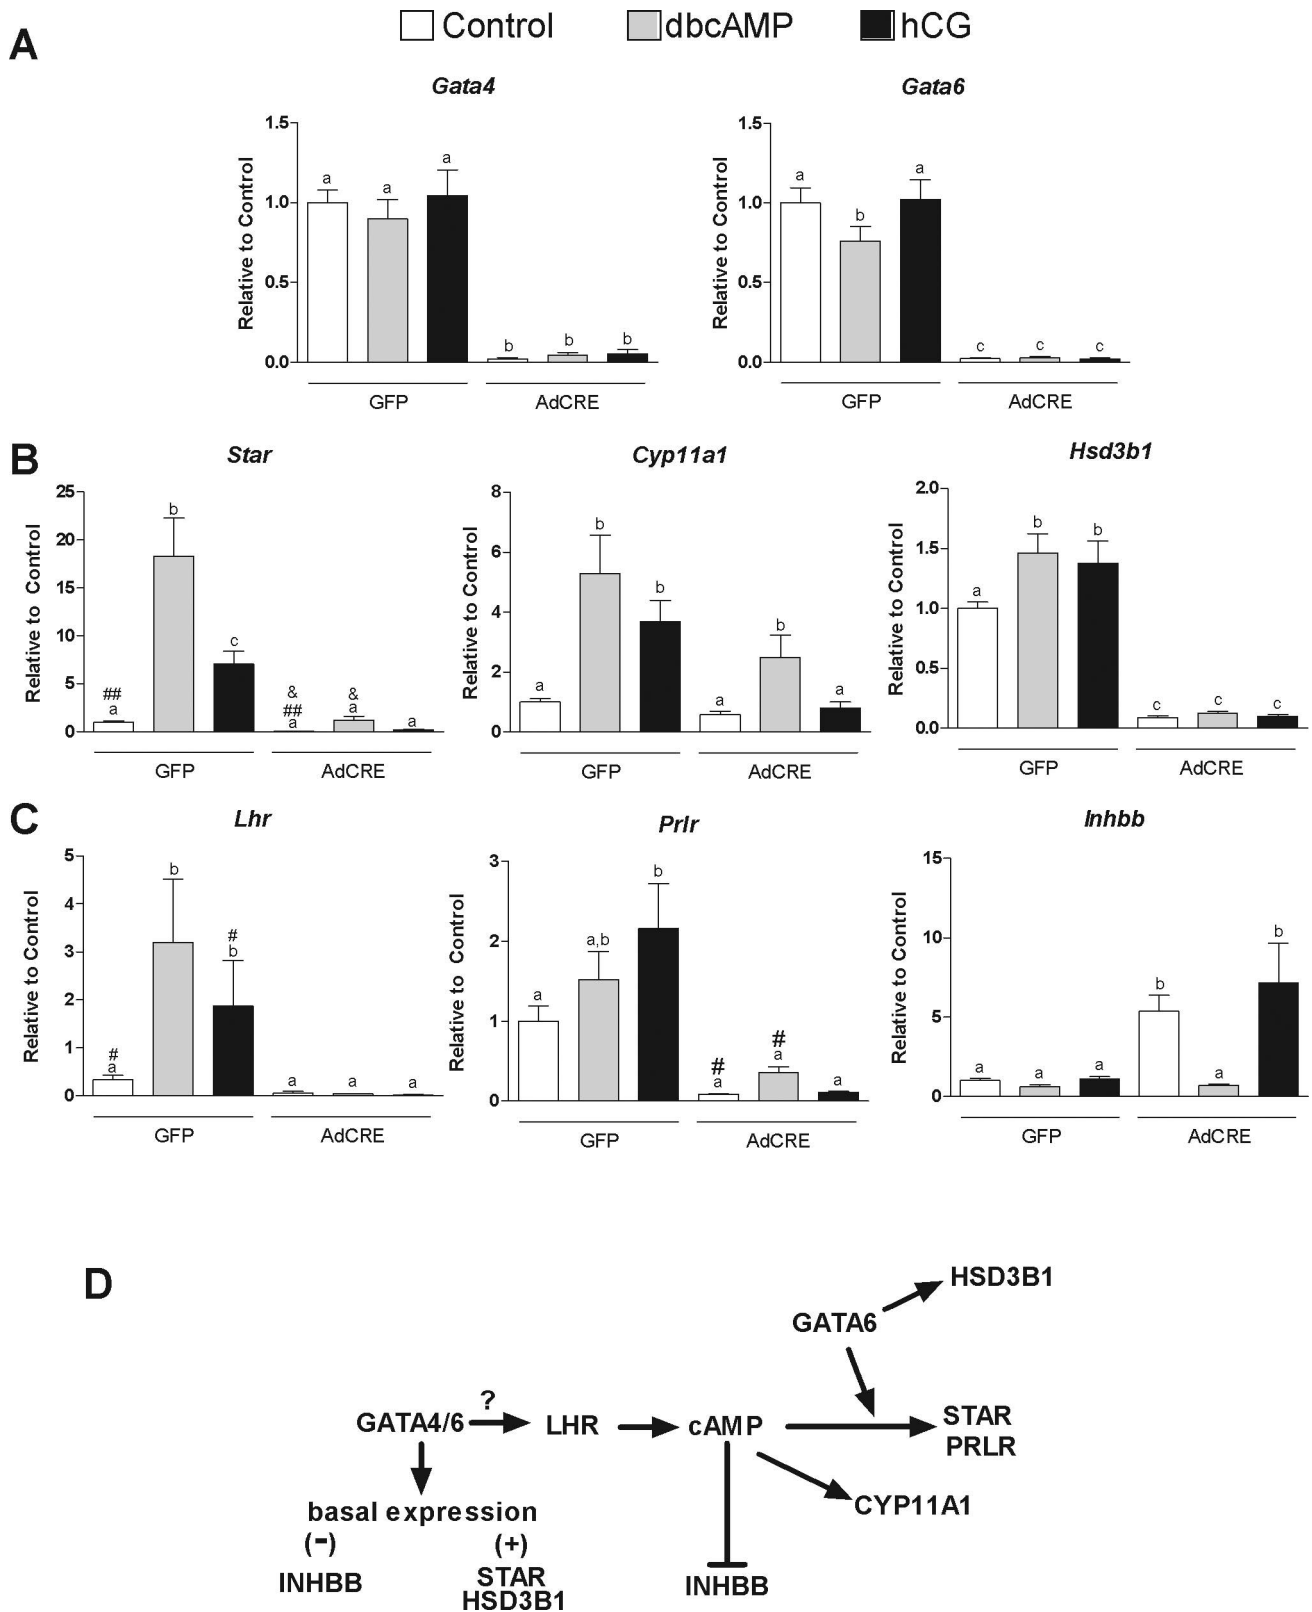 Control dbcAMP hCG
A
Gata4
Relative to Control
1.5
1.0
0.5
0.0
a a a b b b
GFP AdCRE
Gata6
Relative to Control
1.5
1.0
0.5
0.0
a b a c c c
GFP AdCRE
B
Star
Relative to Control
25
20
15
10
5
0
## a b c & ## a & a a
GFP AdCRE
Cyp11a1
Relative to Control
8
6
4
2
0
a b b a b a
GFP AdCRE
Hsd3b1
Relative to Control
2.0
1.5
1.0
0.5
0.0
a b b c c c
GFP AdCRE
C
Lhr
Relative to Control
5
4
3
2
1
0
# a b # b a a a
GFP AdCRE
Prlr
Relative to Control
3
2
1
0
a a,b b # a # a a
GFP AdCRE
Inhbb
Relative to Control
15
10
5
0
a a a b a b
GFP AdCRE
D
HSD3B1
GATA6
?
GATA4/6 LHR cAMP STAR
PRLR
CYP11A1
basal expression
(-) (+)
INHBB STAR
HSD3B1
INHBB